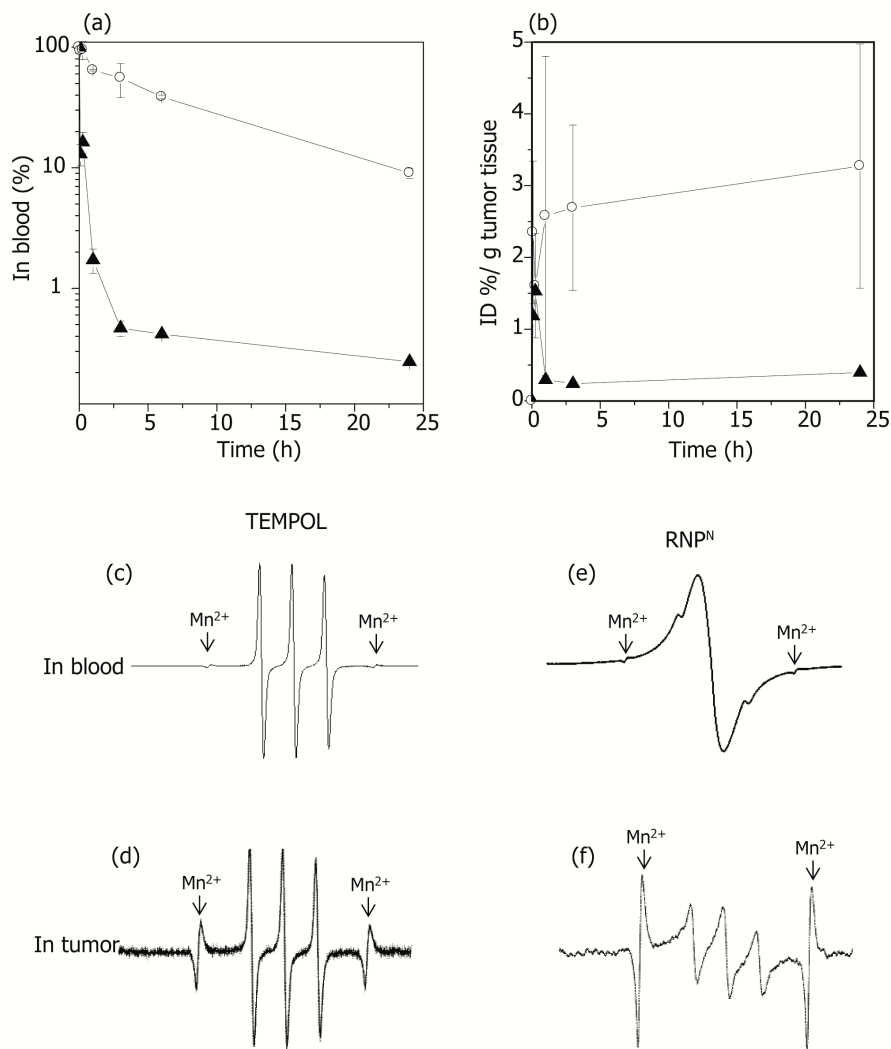 (a)
100
10
1
In blood (%)
0
5
10
15
20
25
Time (h)
(b)
5
4
3
2
1
0
ID %/ g tumor tissue
0
5
10
15
20
25
Time (h)
TEMPOL
RNPᴺ
(c)
Mn²⁺
Mn²⁺
In blood
(e)
Mn²⁺
Mn²⁺
(d)
Mn²⁺
Mn²⁺
In tumor
(f)
Mn²⁺
Mn²⁺